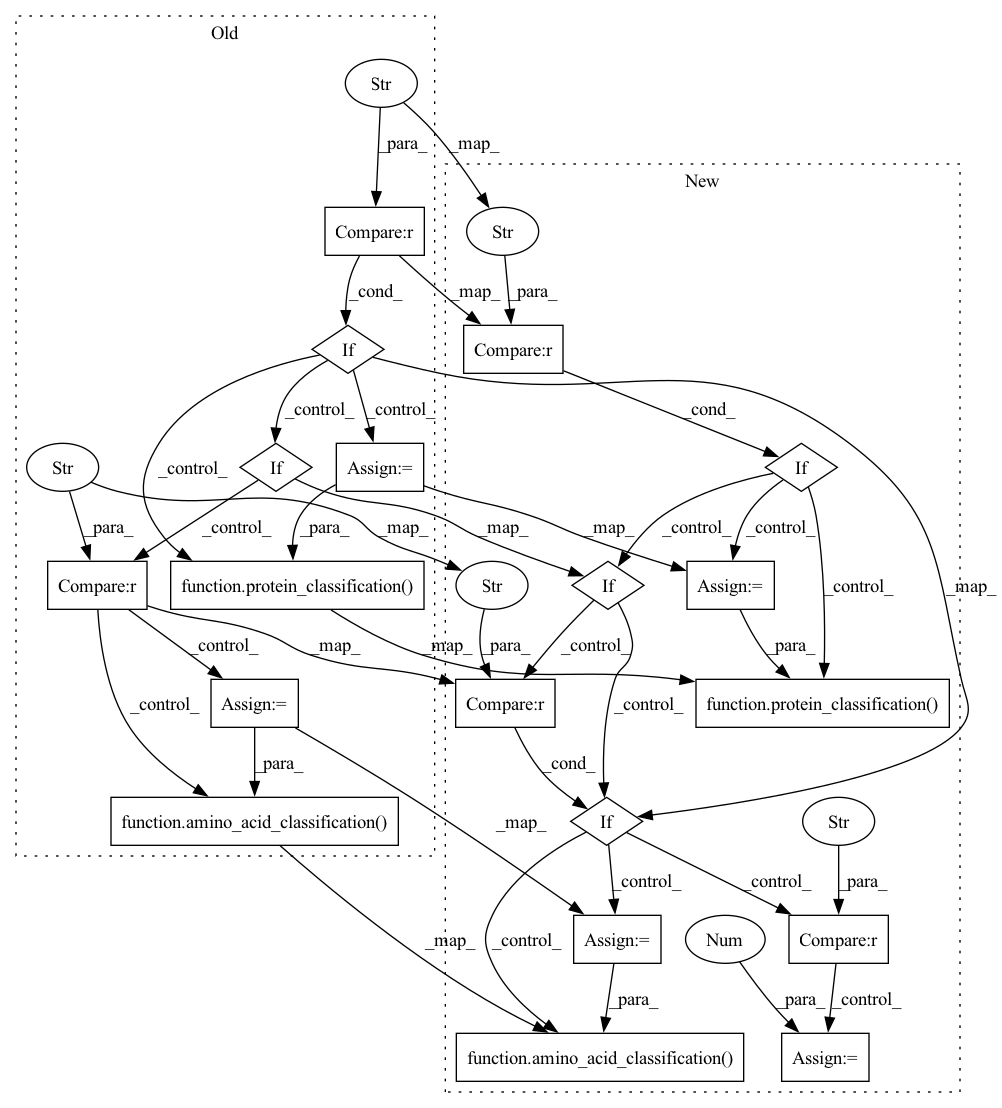 Old
Str
_para_
_map_
New
Compare:r
Str
_cond_
_map_
_para_
If
Compare:r
_control_
_control_
_cond_
Str
_control_
If
Assign:=
If
_para_
_control_
_para_
_map_
_map_
_map_
_control_
_control_
Compare:r
function.protein_classification()
Str
If
Assign:=
_control_
_map_
_control_
_map_
_map_
_para_
_control_
_para_
Assign:=
Compare:r
function.protein_classification()
_control_
_control_
_para_
_cond_
function.amino_acid_classification()
_map_
If
Str
_control_
_control_
_para_
_map_
_control_
Assign:=
Num
Compare:r
_para_
_para_
_control_
function.amino_acid_classification()
Assign:=